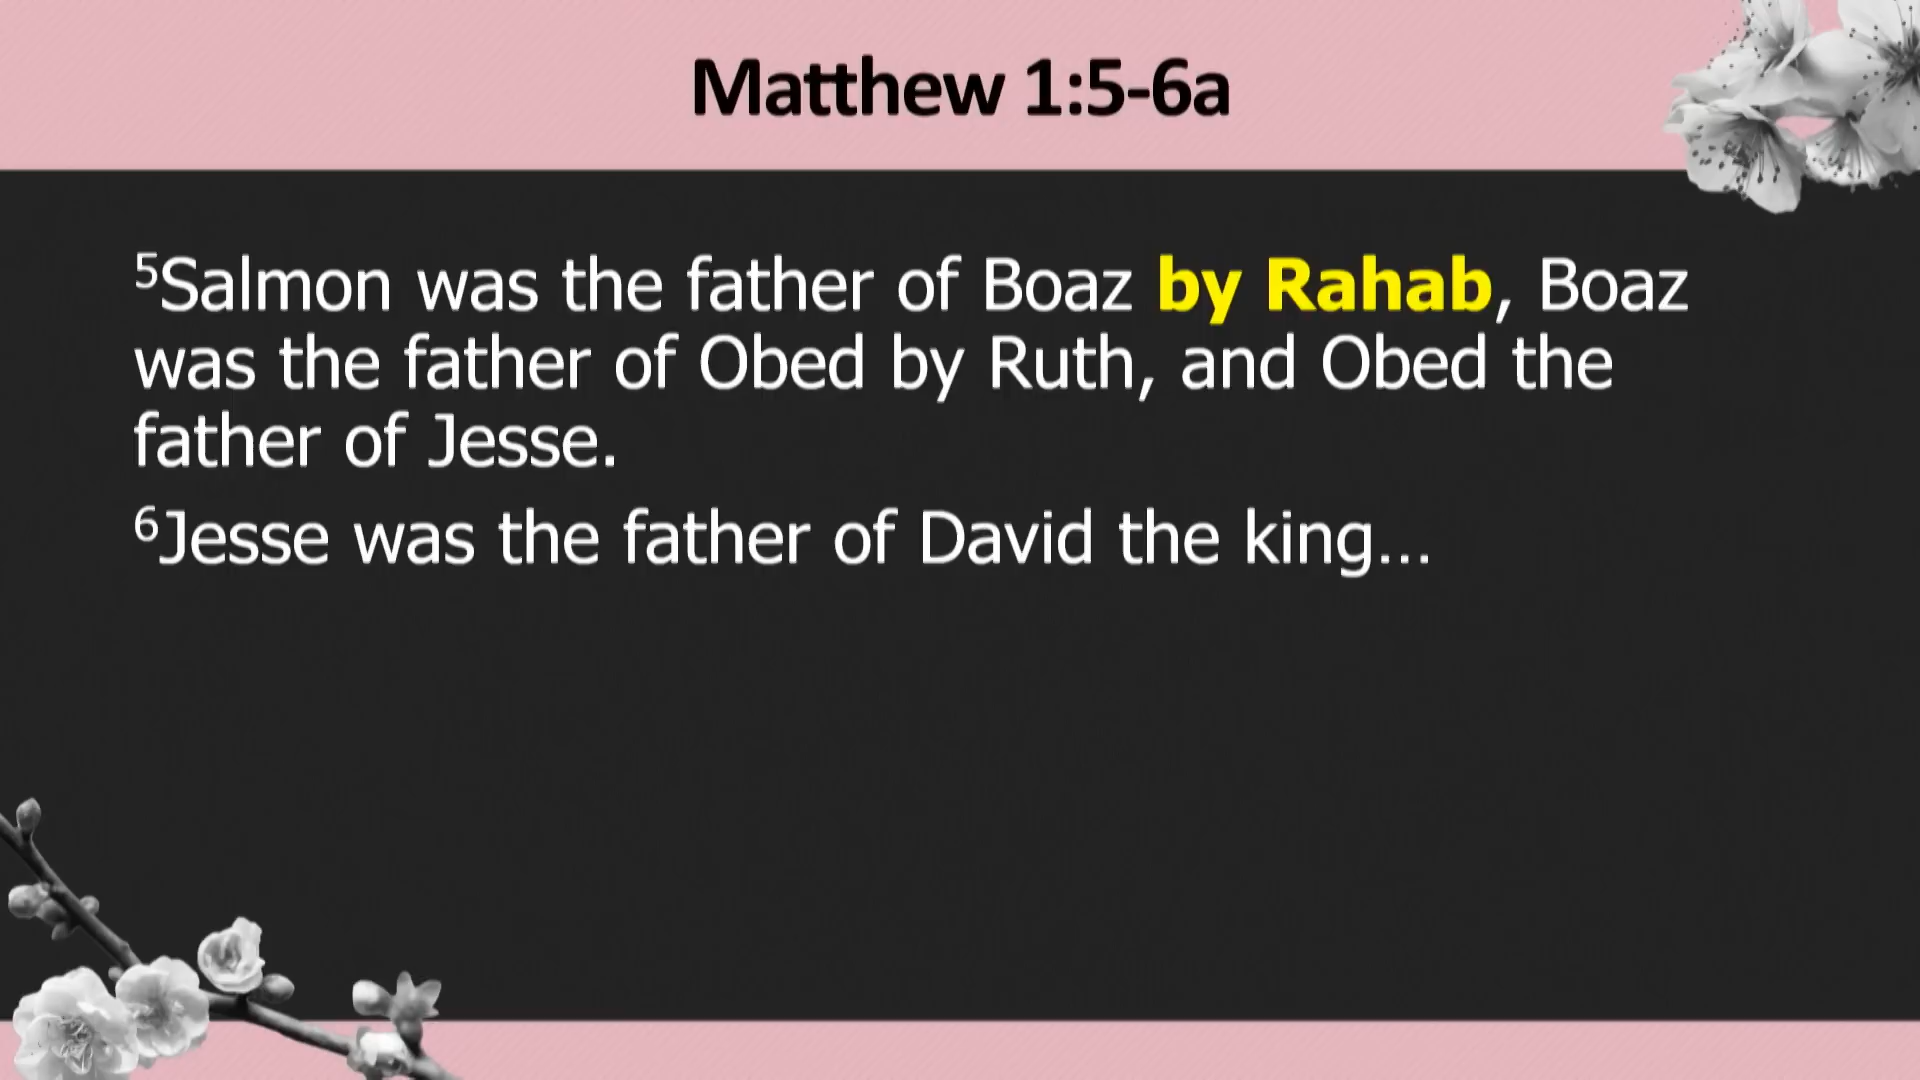 Matthew 1:5-6a
⁵Salmon was the father of Boaz by Rahab, Boaz
was the father of Obed by Ruth, and Obed the
father of Jesse.
⁶Jesse was the father of David the king...